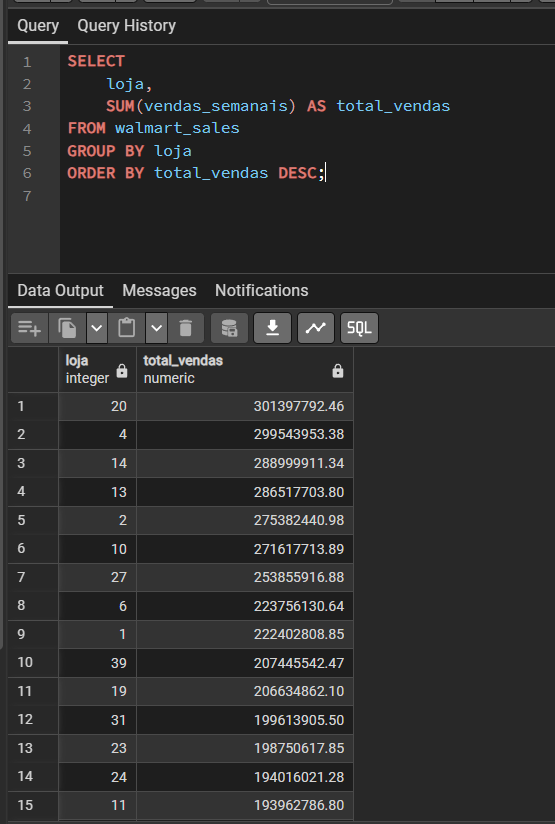 Query Query History
1 SELECT
2 loja,
3 SUM(vendas_semanais) AS total_vendas
4 FROM walmart_sales
5 GROUP BY loja
6 ORDER BY total_vendas DESC;
7
Data Output Messages Notifications
SQL
loja total_vendas
integer numeric
1 20 301397792.46
2 4 299543953.38
3 14 288999911.34
4 13 286517703.80
5 2 275382440.98
6 10 271617713.89
7 27 253855916.88
8 6 223756130.64
9 1 222402808.85
10 39 207445542.47
11 19 206634862.10
12 31 199613905.50
13 23 198750617.85
14 24 194016021.28
15 11 193962786.80